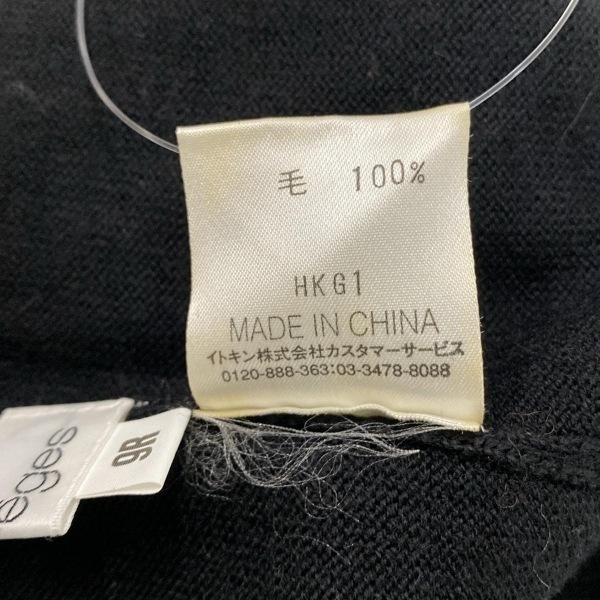 毛 100%
HKG1
MADE IN CHINA
イトキン株式会社カスタマーサービス
0120-888-363:03-3478-8088
9R
eges